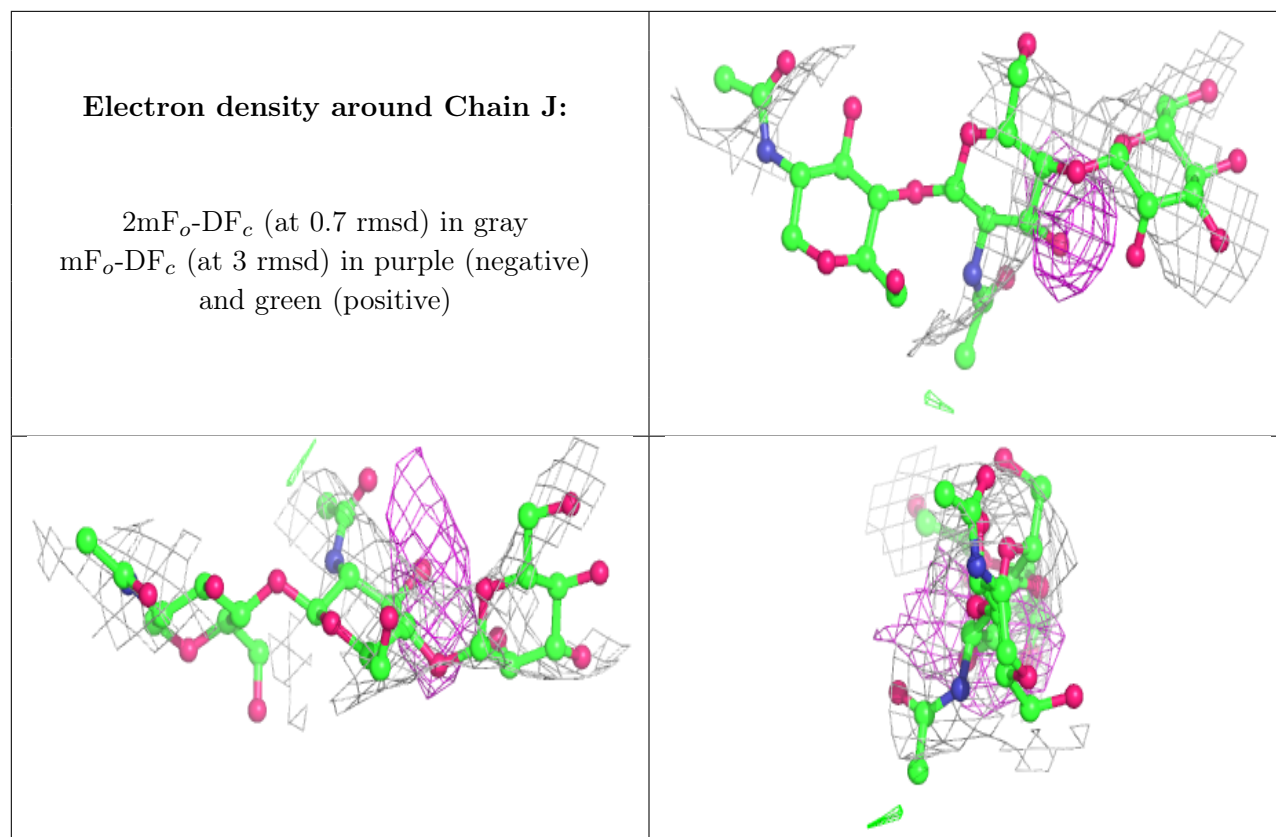 Electron density around Chain J:
2mFₒ-DF𝒸 (at 0.7 rmsd) in gray
mFₒ-DF𝒸 (at 3 rmsd) in purple (negative)
and green (positive)